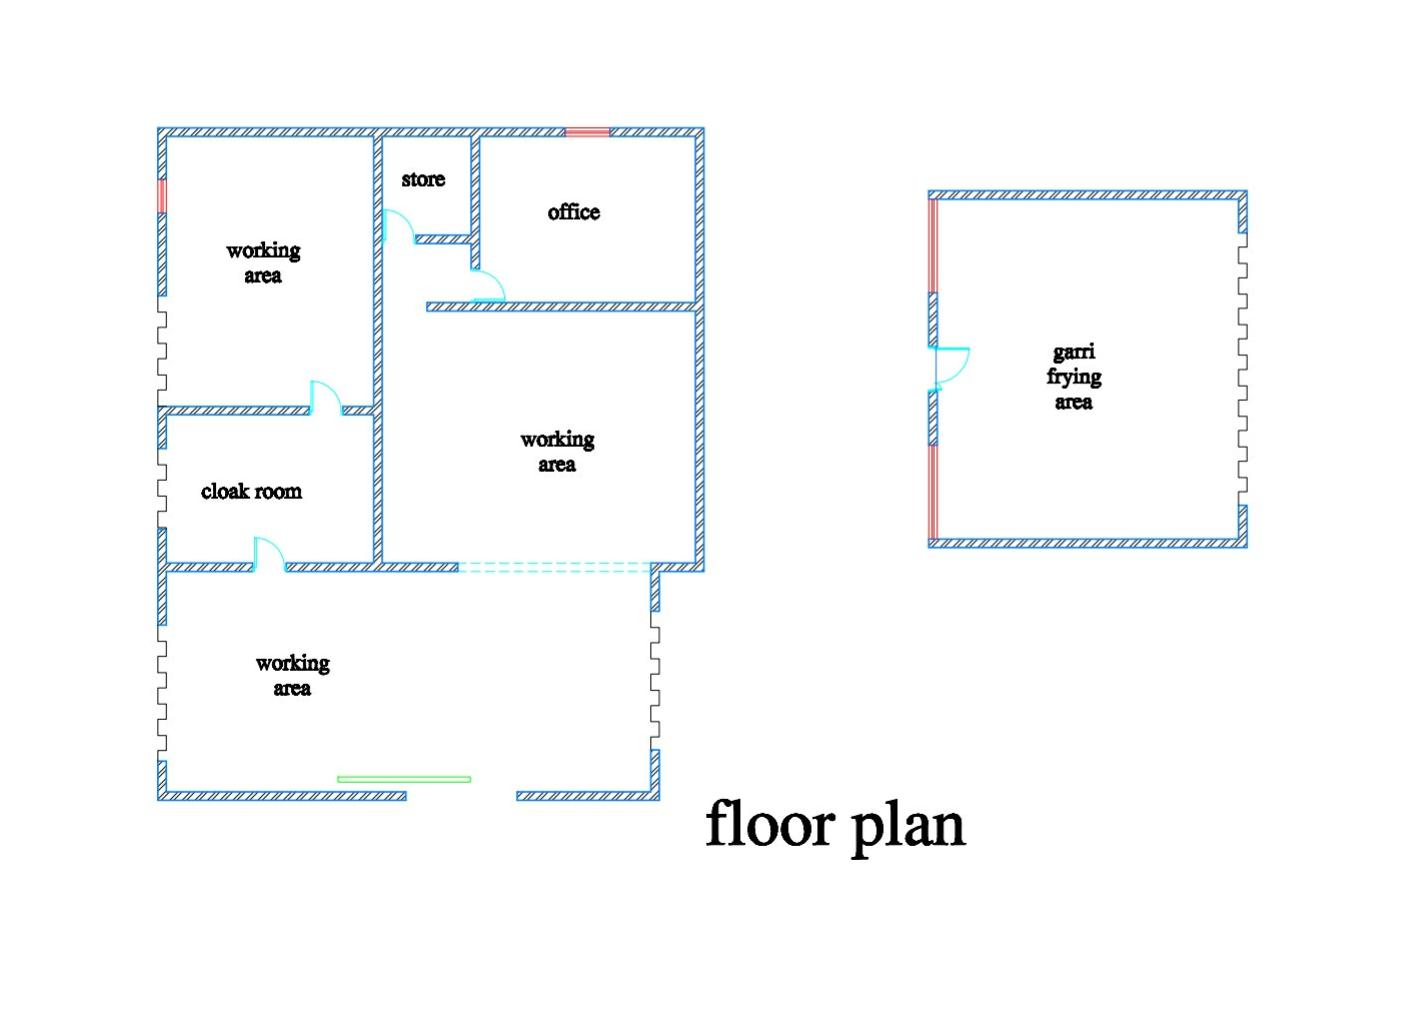 store
office
working
area
working
area
cloak room
working
area
garri
frying
area
floor plan